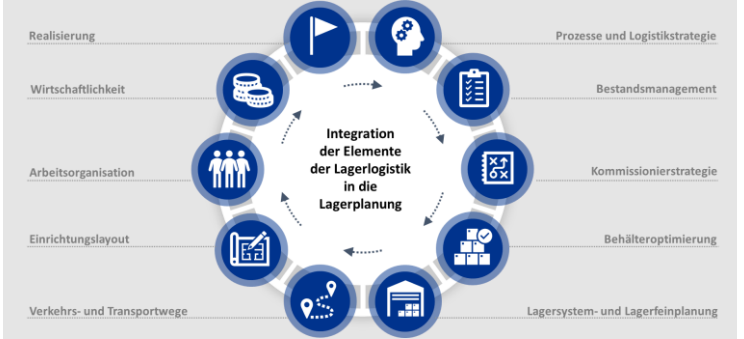 Realisierung
Prozesse und Logistikstrategie
Wirtschaftlichkeit
Bestandsmanagement
Integration
der Elemente
der Lagerlogistik
in die
Lagerplanung
Arbeitsorganisation
Kommissionierstrategie
Einrichtungslayout
Behälteroptimierung
Verkehrs- und Transportwege
Lagersystem- und Lagerfeinplanung